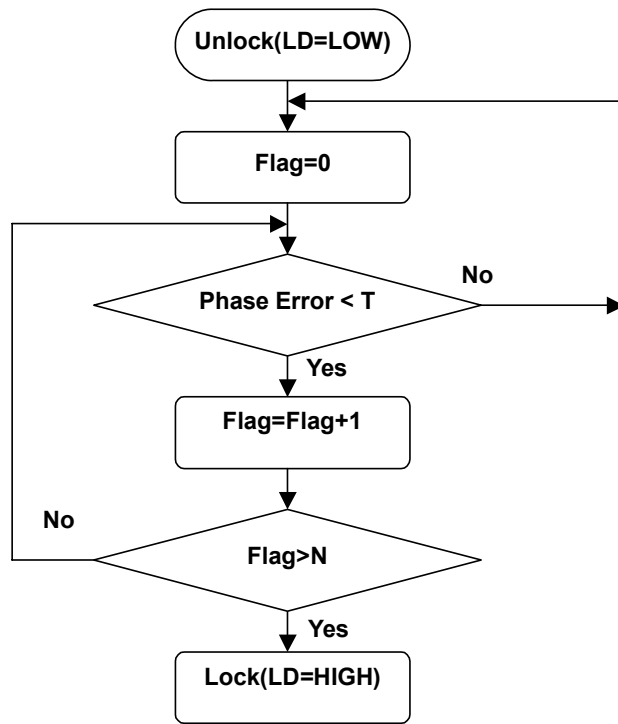 Unlock(LD=LOW)
Flag=0
No
Phase Error < T
Yes
Flag=Flag+1
No
Flag>N
Yes
Lock(LD=HIGH)